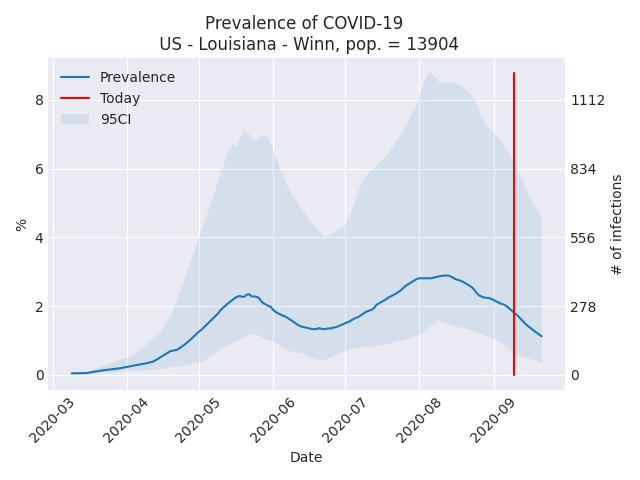 Prevalence of COVID-19
US - Louisiana - Winn, pop. = 13904
Prevalence
Today
95CI
8
6
4
2
0
%
1112
834
556
278
0
# of infections
2020-03
2020-04
2020-05
2020-06
2020-07
2020-08
2020-09
Date